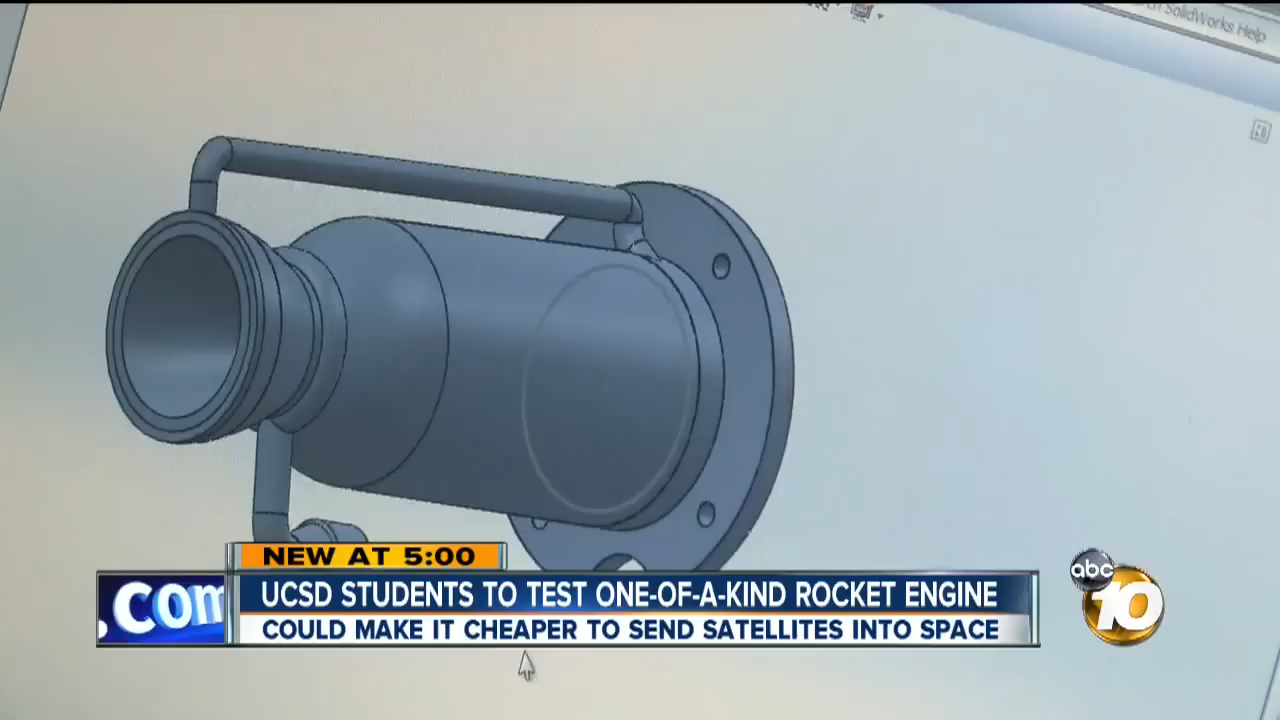 SolidWorks Help
NEW AT 5:00
.com
UCSD STUDENTS TO TEST ONE-OF-A-KIND ROCKET ENGINE
COULD MAKE IT CHEAPER TO SEND SATELLITES INTO SPACE
abc
10